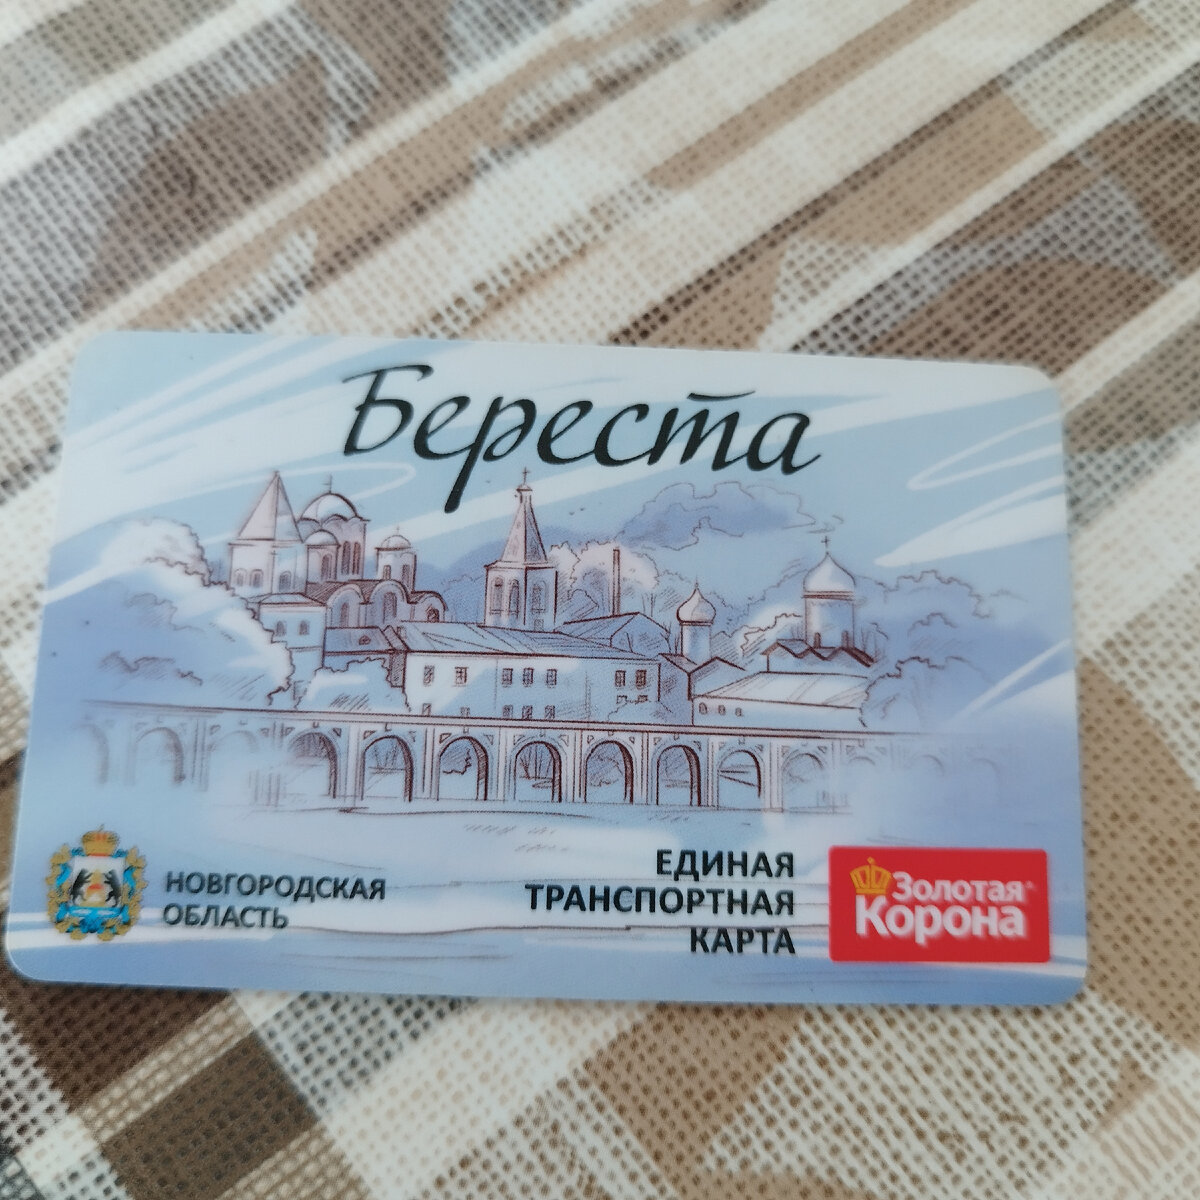 Береста
НОВГОРОДСКАЯ
ОБЛАСТЬ
ЕДИНАЯ
ТРАНСПОРТНАЯ
КАРТА
Золотая
Корона